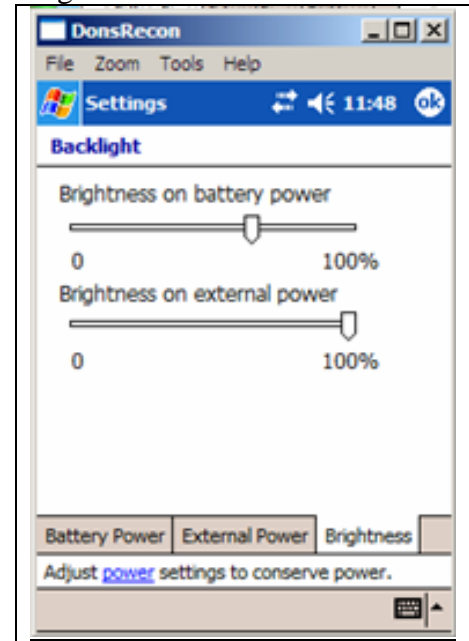 DonsRecon
File Zoom Tools Help
Settings 11:48 ok
Backlight
Brightness on battery power
0 100%
Brightness on external power
0 100%
Battery Power External Power Brightness
Adjust power settings to conserve power.